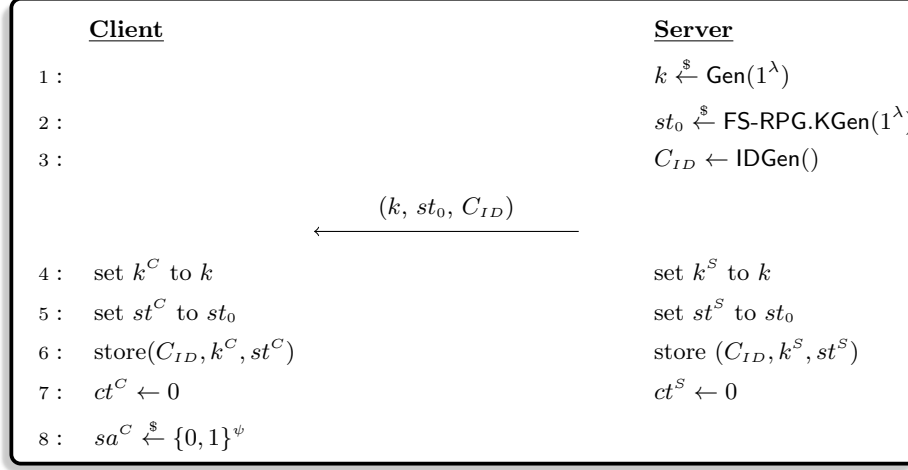 Client Server
1 : k $← Gen(1^λ)
2 : st_0 $← FS-RPG.KGen(1^λ)
3 : C_ID ← IDGen()
(k, st_0, C_ID)
4 : set k^C to k set k^S to k
5 : set st^C to st_0 set st^S to st_0
6 : store(C_ID, k^C, st^C) store (C_ID, k^S, st^S)
7 : ct^C ← 0 ct^S ← 0
8 : sa^C $← {0, 1}^ψ